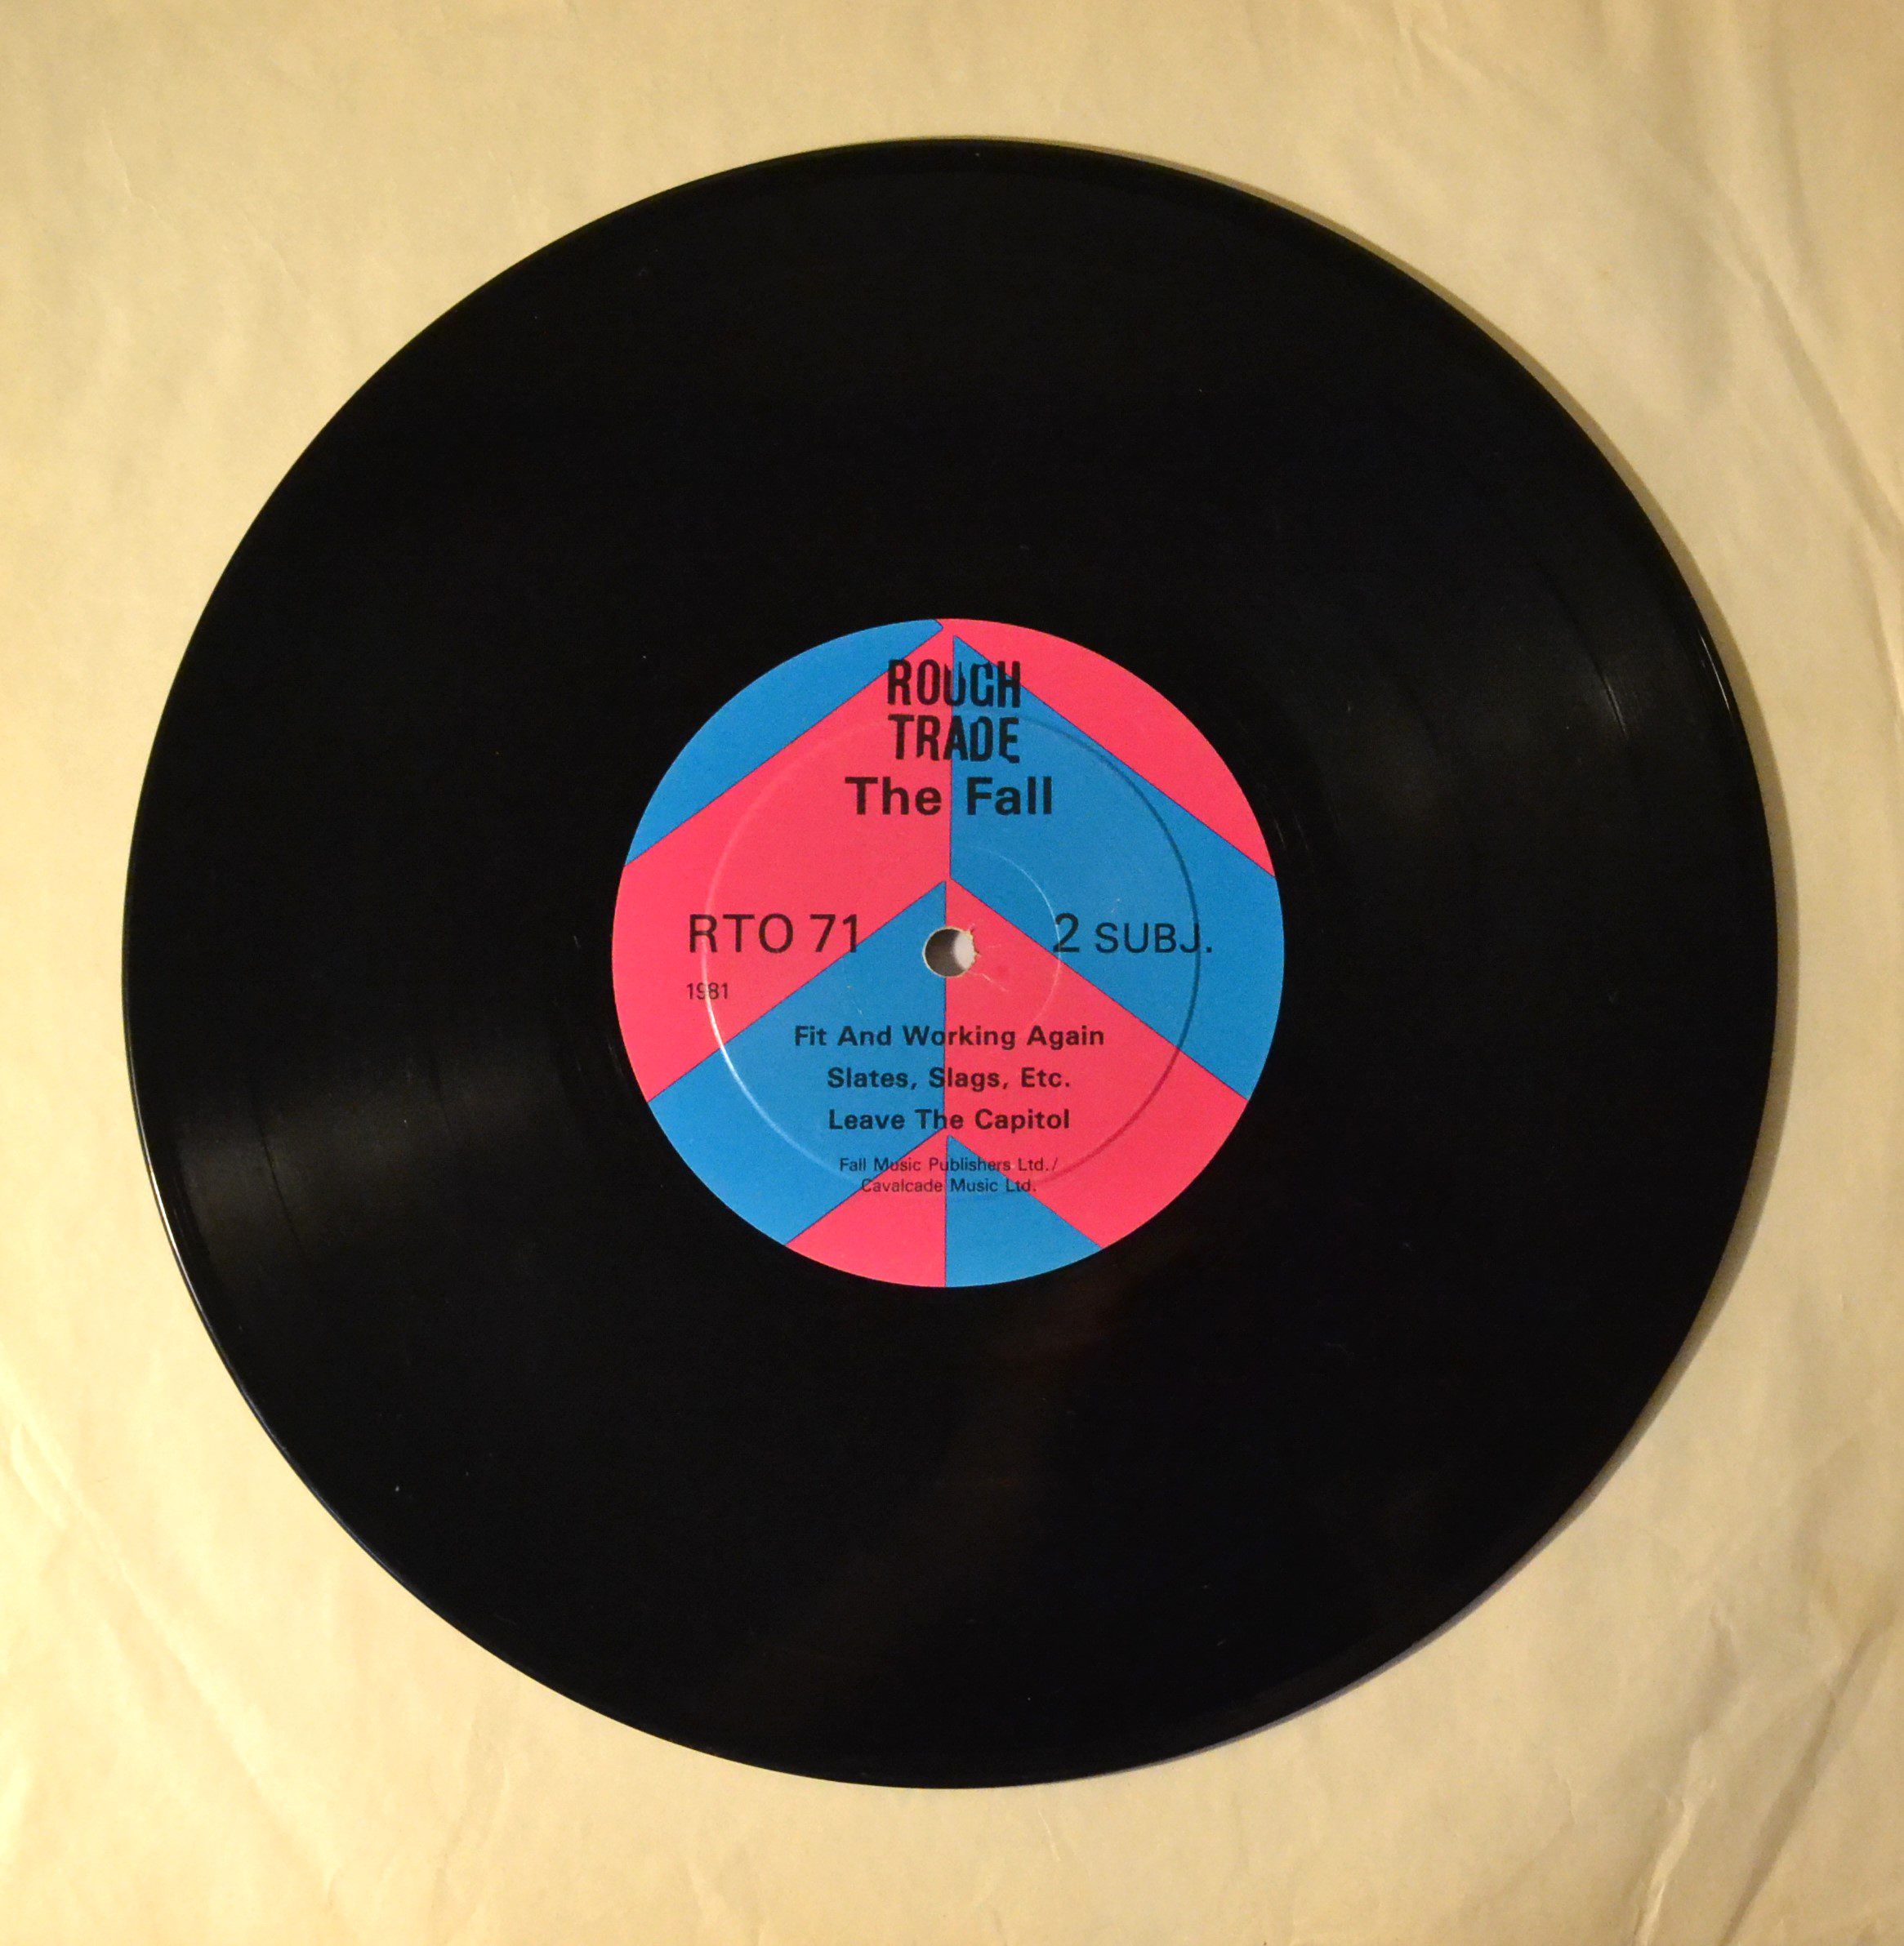 ROUGH
TRADE
The Fall
RTO 71 2 SUBJ.
1981
Fit And Working Again
Slates, Slags, Etc.
Leave The Capitol
Fall Music Publishers Ltd./
Cavalcade Music Ltd.